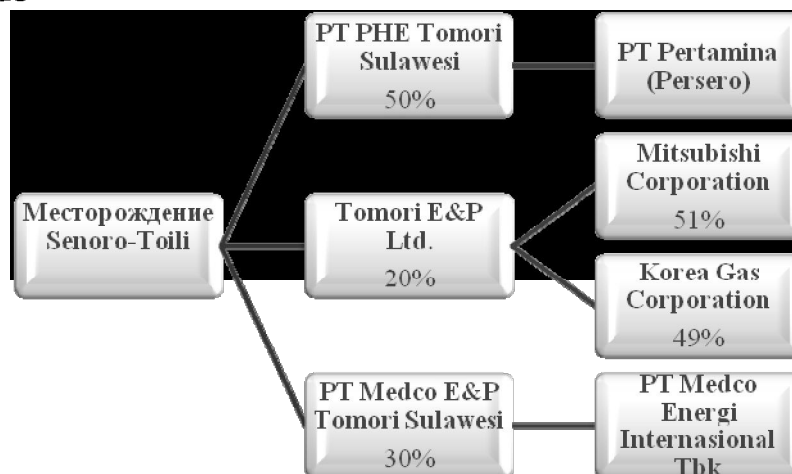 Месторождение
Senoro-Toili
PT PHE Tomori
Sulawesi
50%
PT Pertamina
(Persero)
Tomori E&P
Ltd.
20%
Mitsubishi
Corporation
51%
Korea Gas
Corporation
49%
PT Medco E&P
Tomori Sulawesi
30%
PT Medco
Energi
Internasional
Tbk